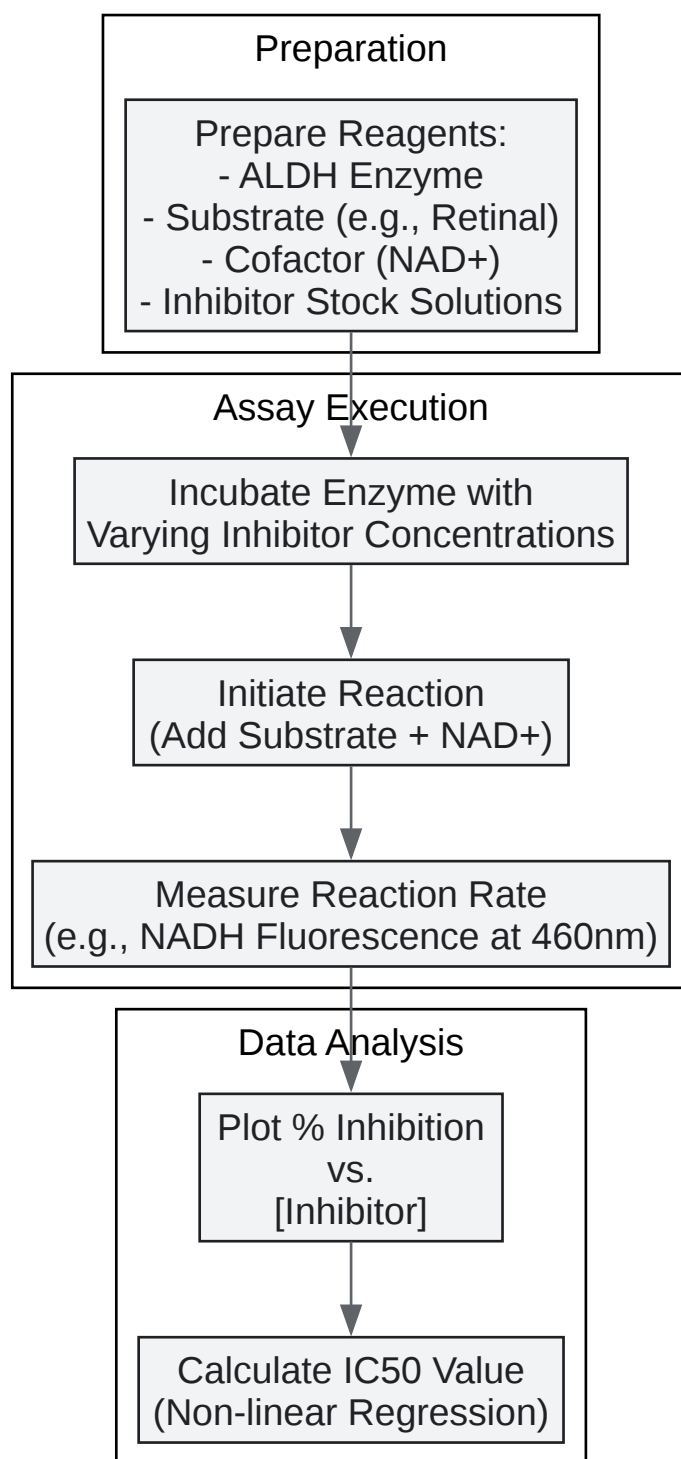 Preparation
Prepare Reagents:
- ALDH Enzyme
- Substrate (e.g., Retinal)
- Cofactor (NAD+)
- Inhibitor Stock Solutions
Assay Execution
Incubate Enzyme with
Varying Inhibitor Concentrations
Initiate Reaction
(Add Substrate + NAD+)
Measure Reaction Rate
(e.g., NADH Fluorescence at 460nm)
Data Analysis
Plot % Inhibition
vs.
[Inhibitor]
Calculate IC50 Value
(Non-linear Regression)